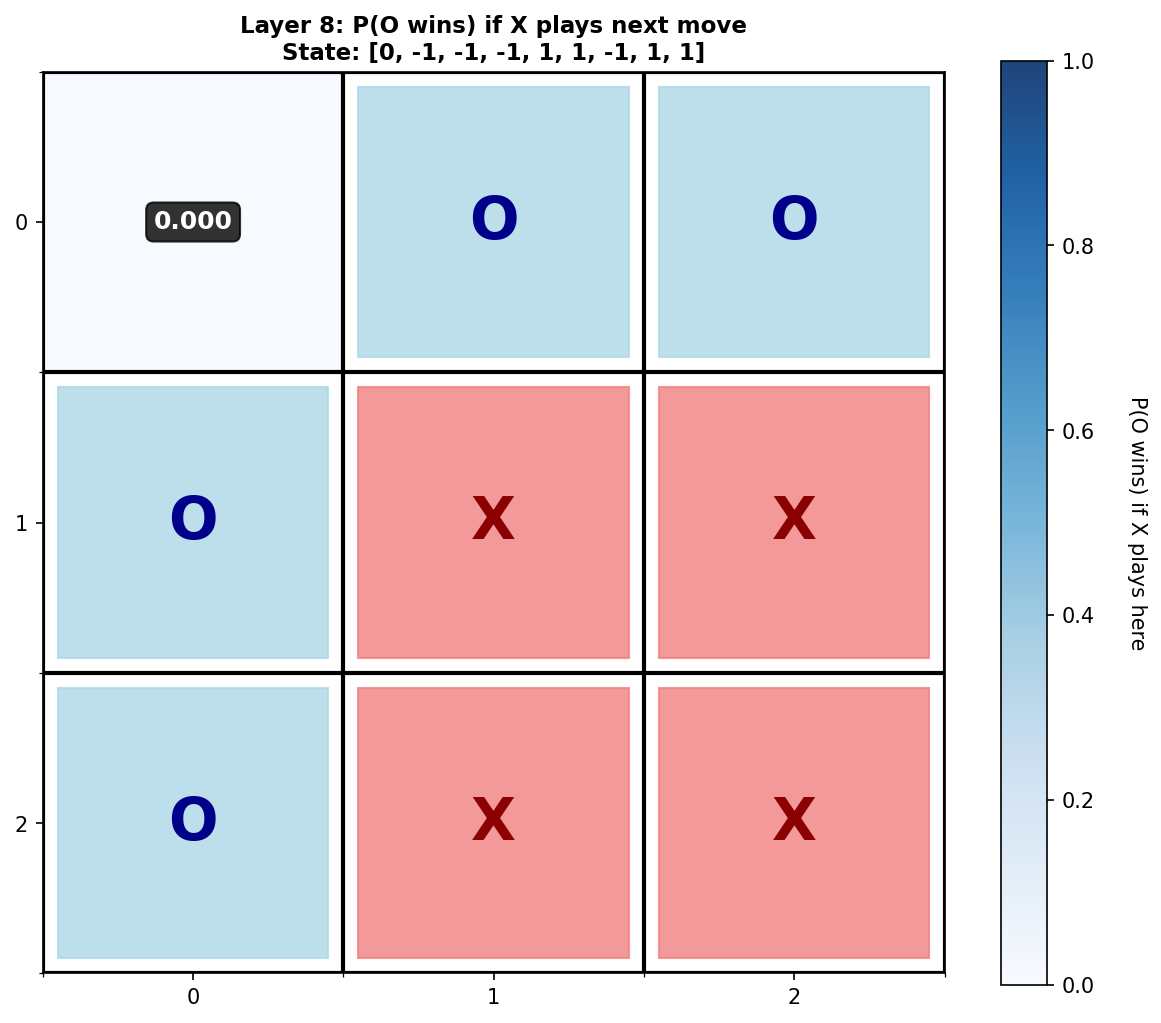 Layer 8: P(O wins) if X plays next move
State: [0, -1, -1, -1, 1, 1, -1, 1, 1]
0.000 O O
O X X
O X X
0
1
2
0 1 2
1.0
0.8
0.6
0.4
0.2
0.0
P(O wins) if X plays here